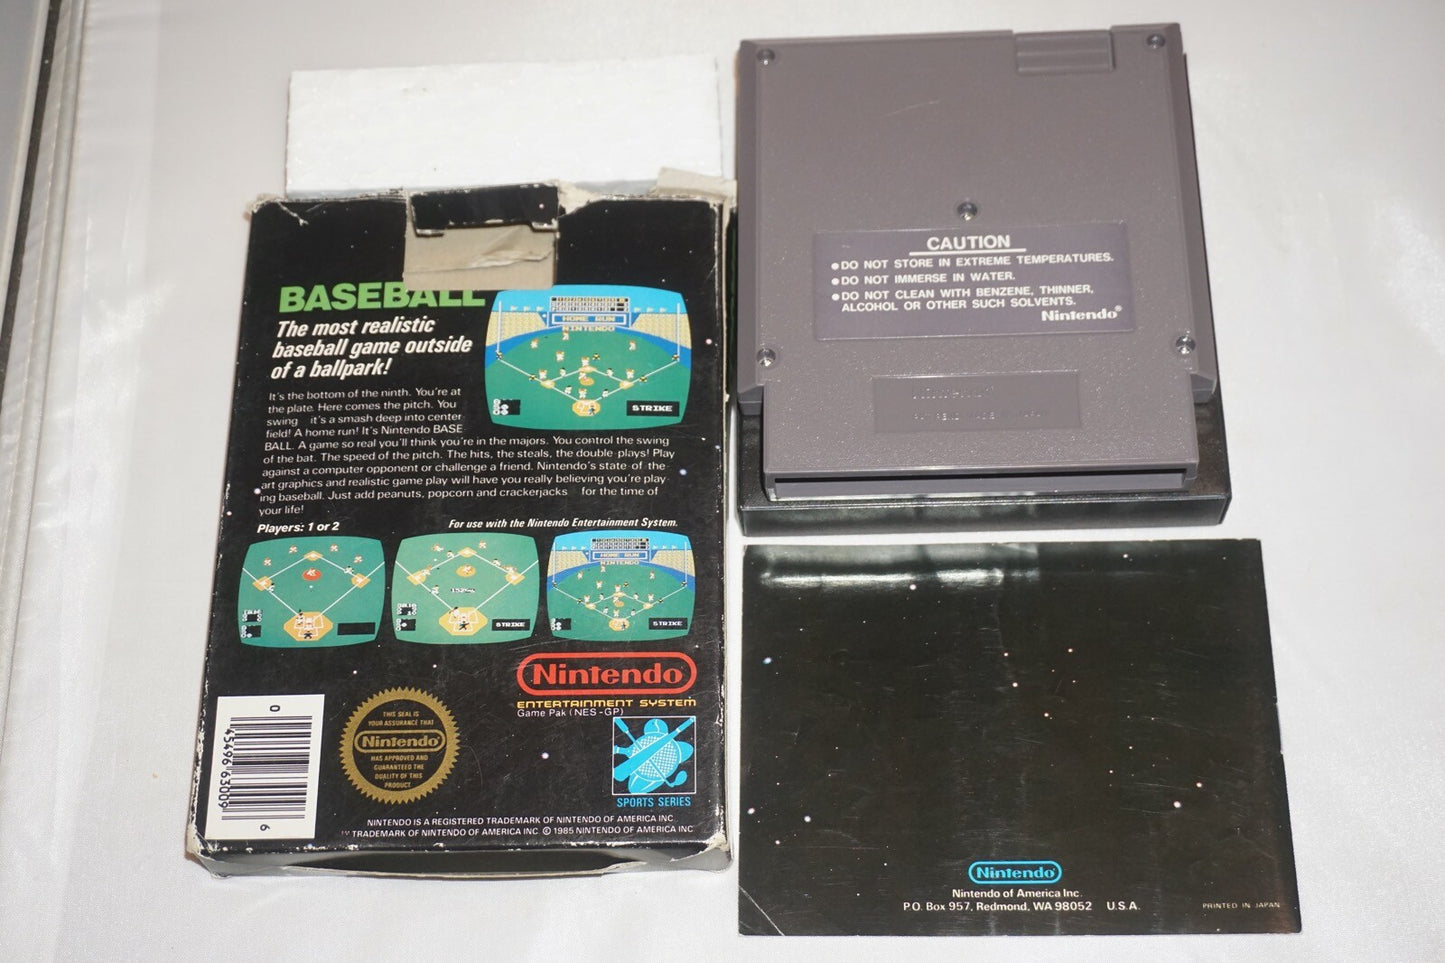 BASEBALL
The most realistic
baseball game outside
of a ballpark!
It's the bottom of the ninth. You're at
the plate. Here comes the pitch. You
swing it's a smash deep into center
field! A home run! It's Nintendo BASE
BALL. A game so real you'll think you're in the majors. You control the swing
of the bat. The speed of the pitch. The hits, the steals, the double plays! Play
against a computer opponent or challenge a friend. Nintendo's state of the
art graphics and realistic game play will have you really believing you're play
ing baseball. Just add peanuts, popcorn and crackerjacks for the time of
your life!
HOME RUN
NINTENDO
STRIKE
Players: 1 or 2
For use with the Nintendo Entertainment System.
STRIKE
HOME RUN
NINTENDO
STRIKE
Nintendo
ENTERTAINMENT SYSTEM
Game Pak (NES-GP)
SPORTS SERIES
0
45496 63009
6
THIS SEAL IS
YOUR ASSURANCE THAT
Nintendo
HAS APPROVED AND
GUARANTEED THE
QUALITY OF THIS
PRODUCT.
NINTENDO IS A REGISTERED TRADEMARK OF NINTENDO OF AMERICA INC.
™ TRADEMARK OF NINTENDO OF AMERICA INC. © 1985 NINTENDO OF AMERICA INC.
CAUTION
●DO NOT STORE IN EXTREME TEMPERATURES.
●DO NOT IMMERSE IN WATER.
●DO NOT CLEAN WITH BENZENE, THINNER,
ALCOHOL OR OTHER SUCH SOLVENTS.
Nintendo®
Nintendo
Nintendo of America Inc.
P.O. Box 957, Redmond, WA 98052 U.S.A.
PRINTED IN JAPAN